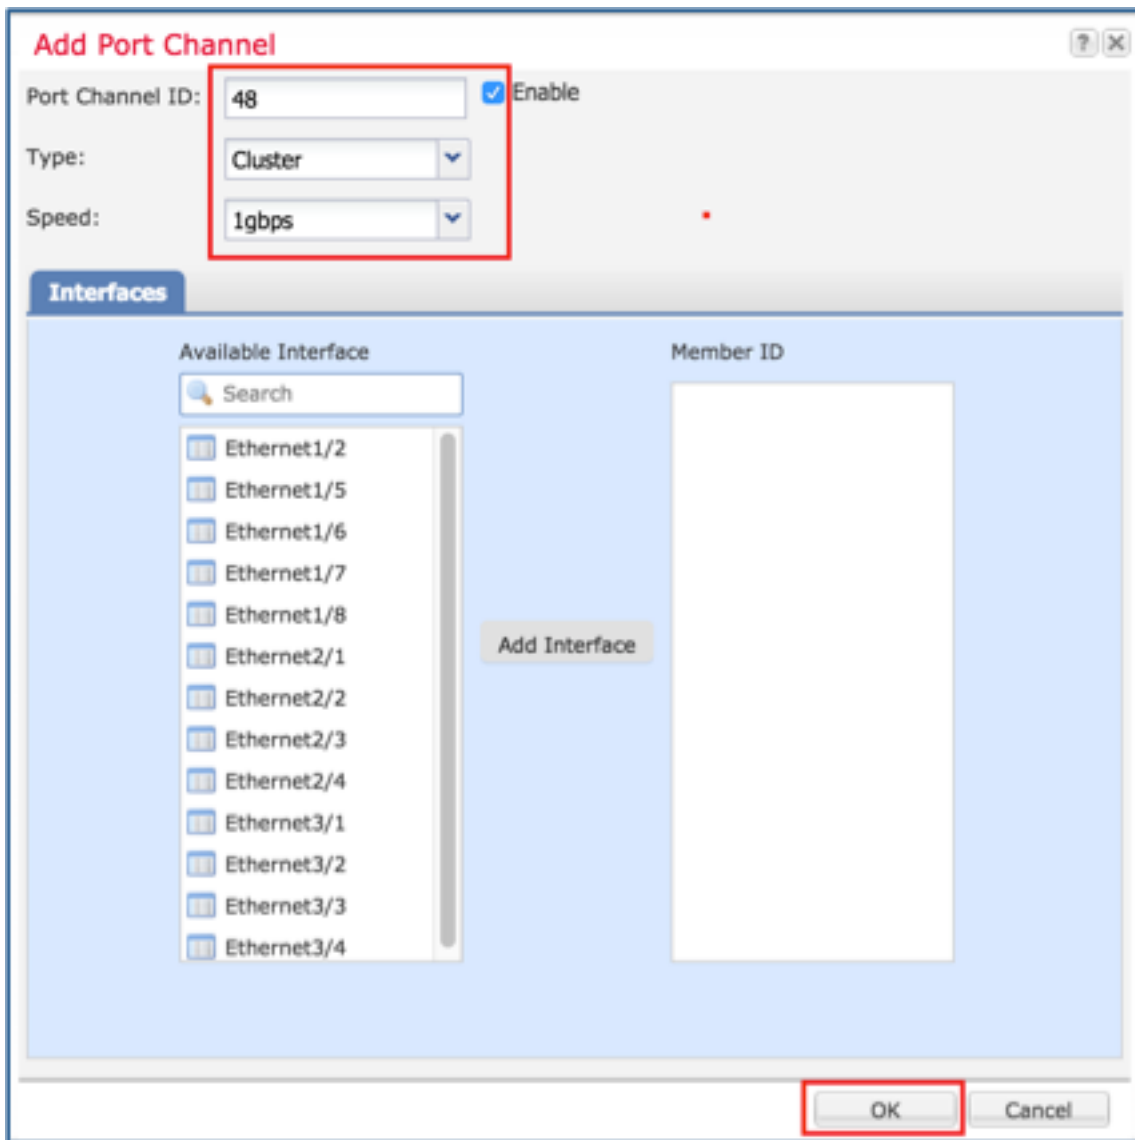 Add Port Channel
Port Channel ID: 48 Enable
Type: Cluster
Speed: 1gbps
Interfaces
Available Interface
Search
Ethernet1/2
Ethernet1/5
Ethernet1/6
Ethernet1/7
Ethernet1/8
Ethernet2/1
Ethernet2/2
Ethernet2/3
Ethernet2/4
Ethernet3/1
Ethernet3/2
Ethernet3/3
Ethernet3/4
Add Interface
Member ID
OK Cancel